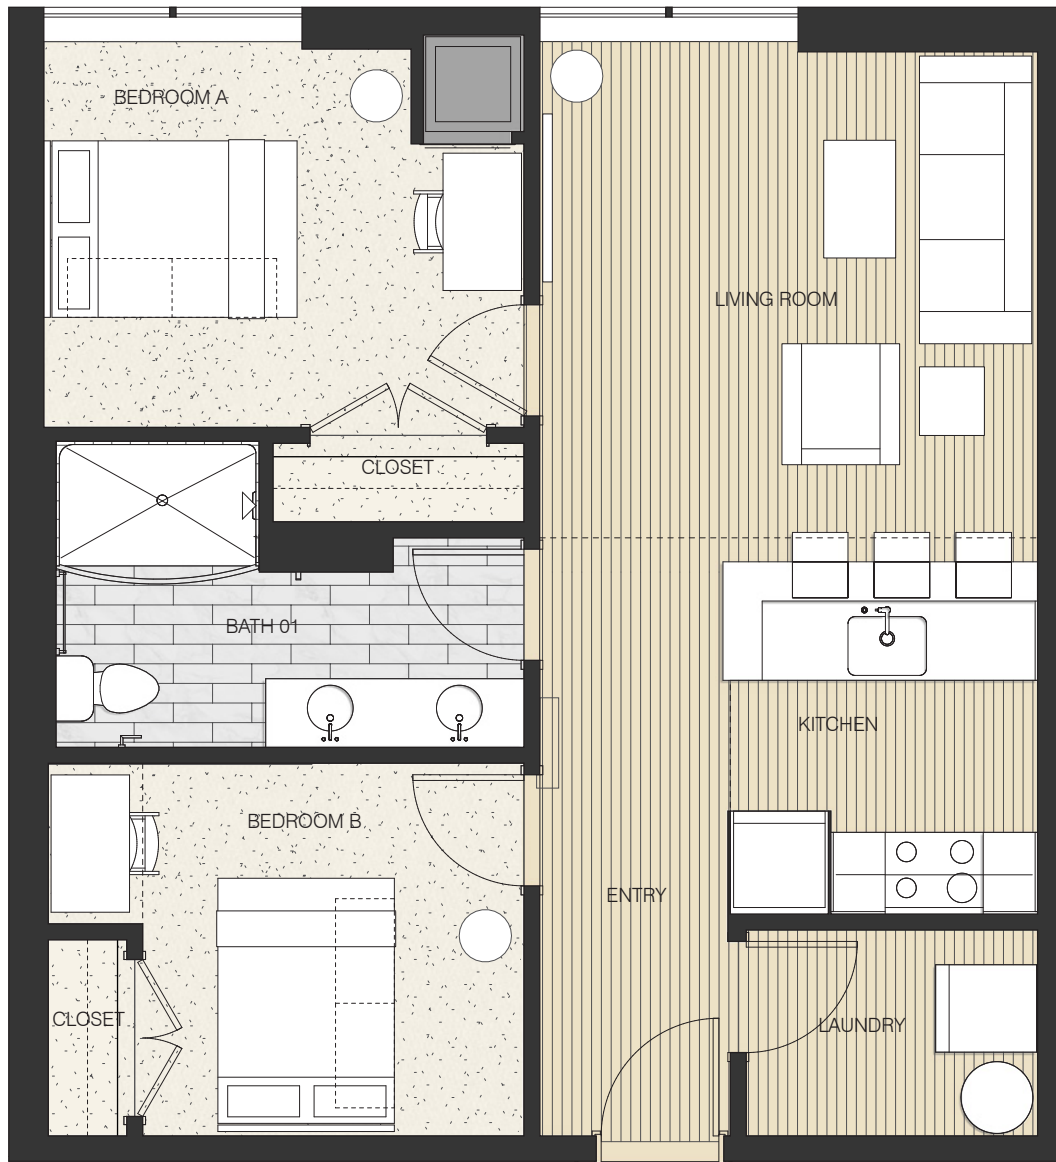 BEDROOM A
LIVING ROOM
CLOSET
BATH 01
KITCHEN
BEDROOM B
ENTRY
CLOSET
LAUNDRY